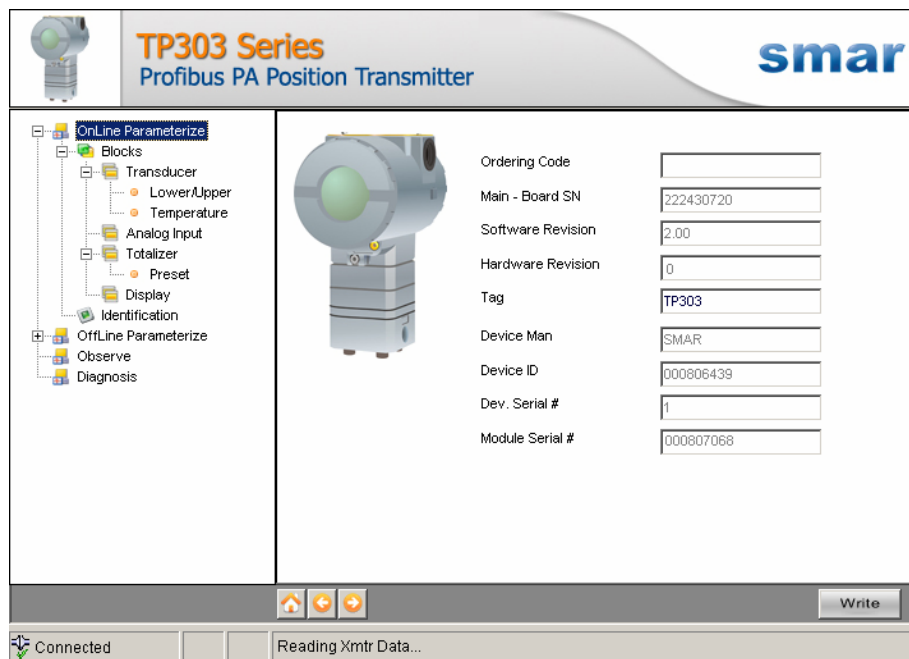 TP303 Series
Profibus PA Position Transmitter
smar
OnLine Parameterize
Blocks
Transducer
Lower/Upper
Temperature
Analog Input
Totalizer
Preset
Display
Identification
OffLine Parameterize
Observe
Diagnosis
Ordering Code
Main - Board SN 222430720
Software Revision 2.00
Hardware Revision 0
Tag TP303
Device Man SMAR
Device ID 000806439
Dev. Serial # 1
Module Serial # 000807068
Write
Connected
Reading Xmtr Data...